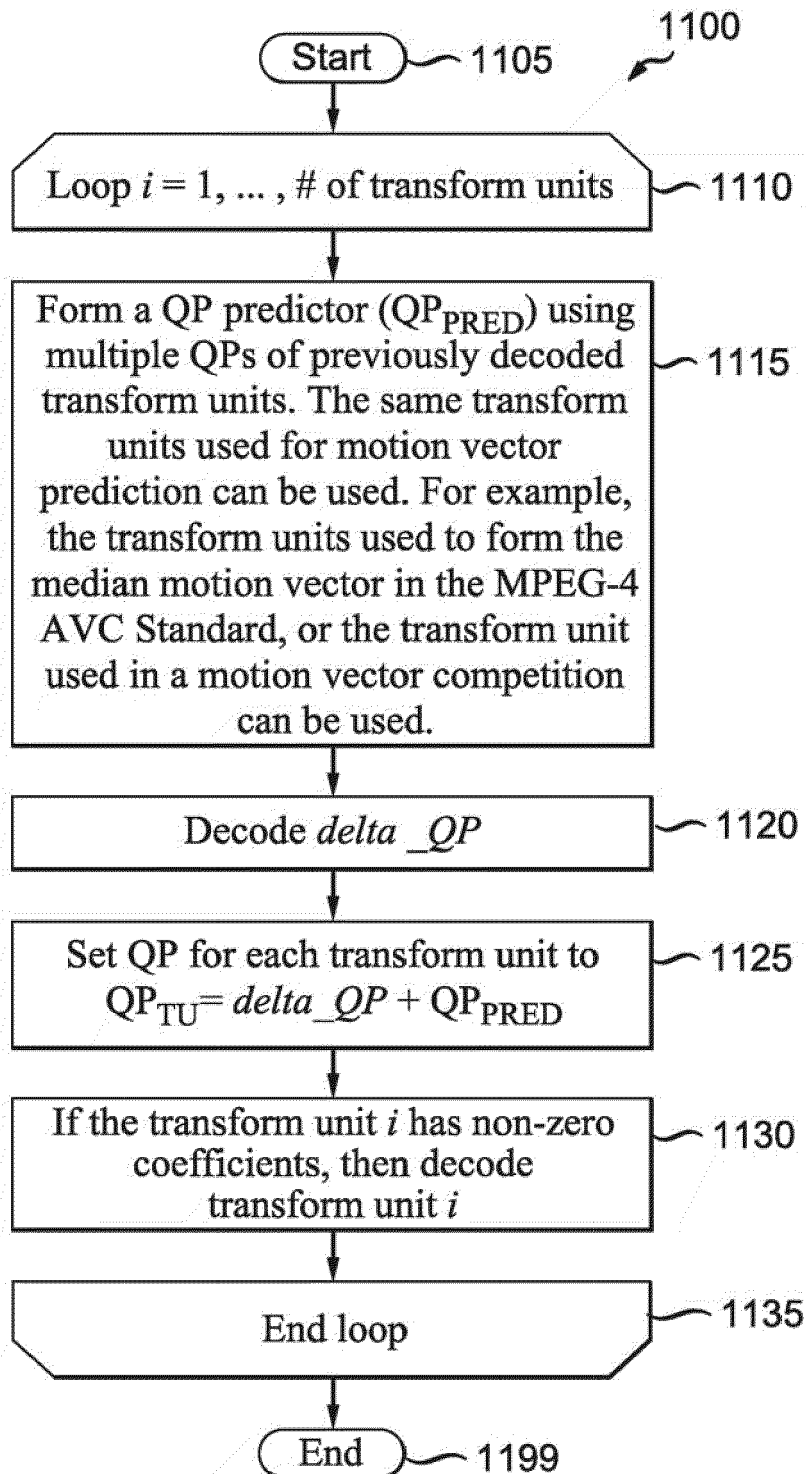 1100
Start 1105
Loop i = 1, ... , # of transform units 1110
Form a QP predictor (QPPRED) using
multiple QPs of previously decoded 1115
transform units. The same transform
units used for motion vector
prediction can be used. For example,
the transform units used to form the
median motion vector in the MPEG-4
AVC Standard, or the transform unit
used in a motion vector competition
can be used.
Decode delta _QP 1120
Set QP for each transform unit to 1125
QPTU= delta_QP + QPPRED
If the transform unit i has non-zero 1130
coefficients, then decode
transform unit i
End loop 1135
End 1199